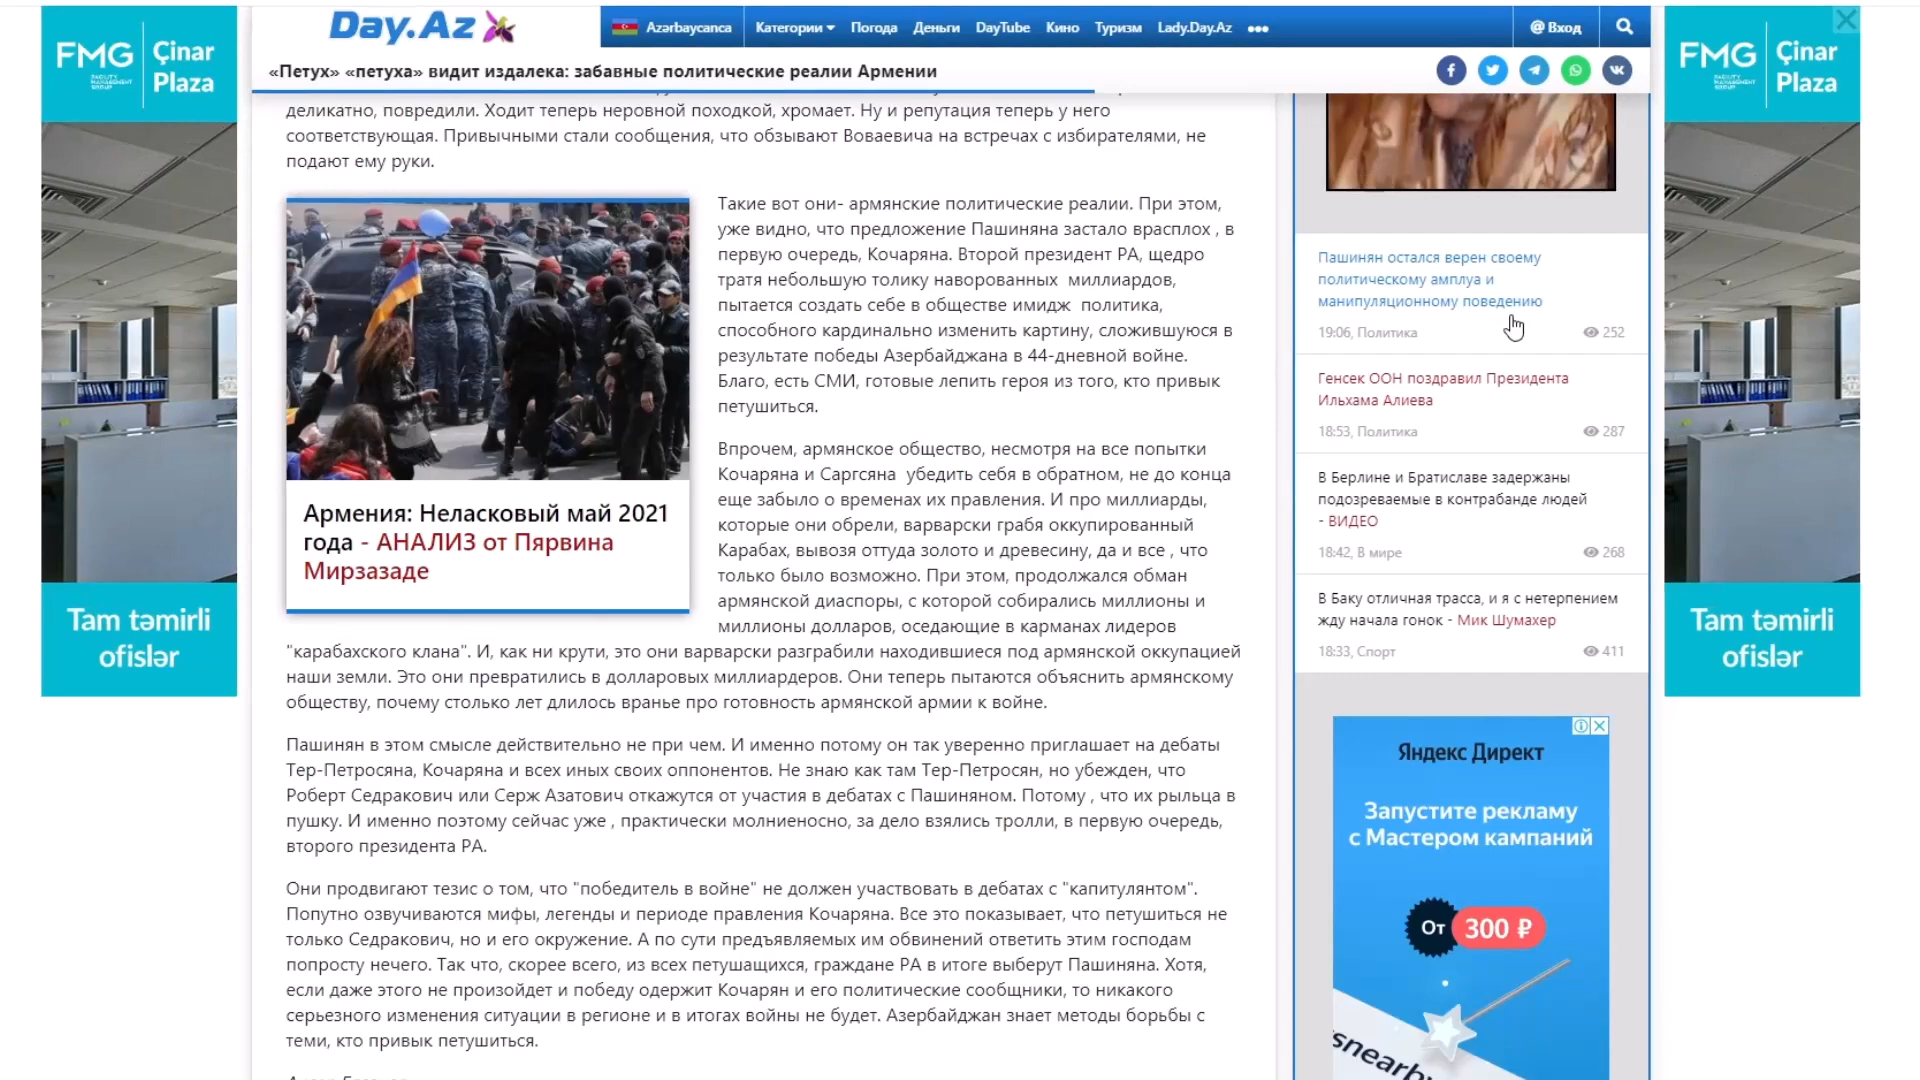 FMG
FACILITY MANAGEMENT GROUP
Çinar
Plaza
Tam təmirli
ofislər
Day.Az
Azərbaycanca
Категории
Погода
Деньги
DayTube
Кино
Туризм
Lady.Day.Az
@ Вход
«Петух» «петуха» видит издалека: забавные политические реалии Армении
деликатно, повредили. Ходит теперь неровной походкой, хромает. Ну и репутация теперь у него
соответствующая. Привычными стали сообщения, что обзывают Воваевича на встречах с избирателями, не
подают ему руки.
Армения: Неласковый май 2021
года - АНАЛИЗ от Пярвина
Мирзазаде
Такие вот они- армянские политические реалии. При этом,
уже видно, что предложение Пашиняна застало врасплох , в
первую очередь, Кочаряна. Второй президент РА, щедро
тратя небольшую толику наворованных миллиардов,
пытается создать себе в обществе имидж политика,
способного кардинально изменить картину, сложившуюся в
результате победы Азербайджана в 44-дневной войне.
Благо, есть СМИ, готовые лепить героя из того, кто привык
петушиться.
Впрочем, армянское общество, несмотря на все попытки
Кочаряна и Саргсяна убедить себя в обратном, не до конца
еще забыло о временах их правления. И про миллиарды,
которые они обрели, варварски грабя оккупированный
Карабах, вывозя оттуда золото и древесину, да и все , что
только было возможно. При этом, продолжался обман
армянской диаспоры, с которой собирались миллионы и
миллионы долларов, оседающие в карманах лидеров
"карабахского клана". И, как ни крути, это они варварски разграбили находившиеся под армянской оккупацией
наши земли. Это они превратились в долларовых миллиардеров. Они теперь пытаются объяснить армянскому
обществу, почему столько лет длилось вранье про готовность армянской армии к войне.
Пашинян в этом смысле действительно не при чем. И именно потому он так уверенно приглашает на дебаты
Тер-Петросяна, Кочаряна и всех иных своих оппонентов. Не знаю как там Тер-Петросян, но убежден, что
Роберт Седракович или Серж Азатович откажутся от участия в дебатах с Пашиняном. Потому , что их рыльца в
пушку. И именно поэтому сейчас уже , практически молниеносно, за дело взялись тролли, в первую очередь,
второго президента РА.
Они продвигают тезис о том, что "победитель в войне" не должен участвовать в дебатах с "капитулянтом".
Попутно озвучиваются мифы, легенды и периоде правления Кочаряна. Все это показывает, что петушиться не
только Седракович, но и его окружение. А по сути предъявляемых им обвинений ответить этим господам
попросту нечего. Так что, скорее всего, из всех петушащихся, граждане РА в итоге выберут Пашиняна. Хотя,
если даже этого не произойдет и победу одержит Кочарян и его политические сообщники, то никакого
серьезного изменения ситуации в регионе и в итогах войны не будет. Азербайджан знает методы борьбы с
теми, кто привык петушиться.
Пашинян остался верен своему
политическому амплуа и
манипуляционному поведению
19:06, Политика
252
Генсек ООН поздравил Президента
Ильхама Алиева
18:53, Политика
287
В Берлине и Братиславе задержаны
подозреваемые в контрабанде людей
- ВИДЕО
18:42, В мире
268
В Баку отличная трасса, и я с нетерпением
жду начала гонок - Мик Шумахер
18:33, Спорт
411
Яндекс Директ
Запустите рекламу
с Мастером кампаний
От 300 ₽
FMG
FACILITY MANAGEMENT GROUP
Çinar
Plaza
Tam təmirli
ofislər